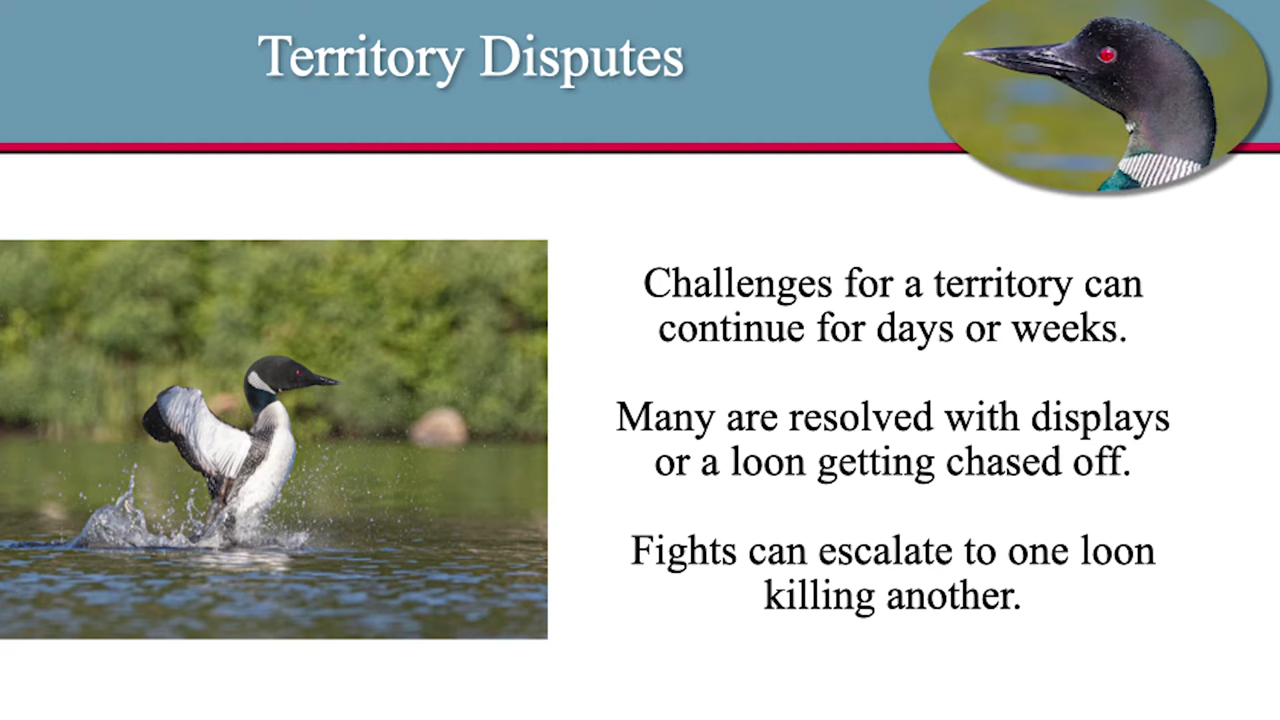 Territory Disputes
Challenges for a territory can
continue for days or weeks.
Many are resolved with displays
or a loon getting chased off.
Fights can escalate to one loon
killing another.